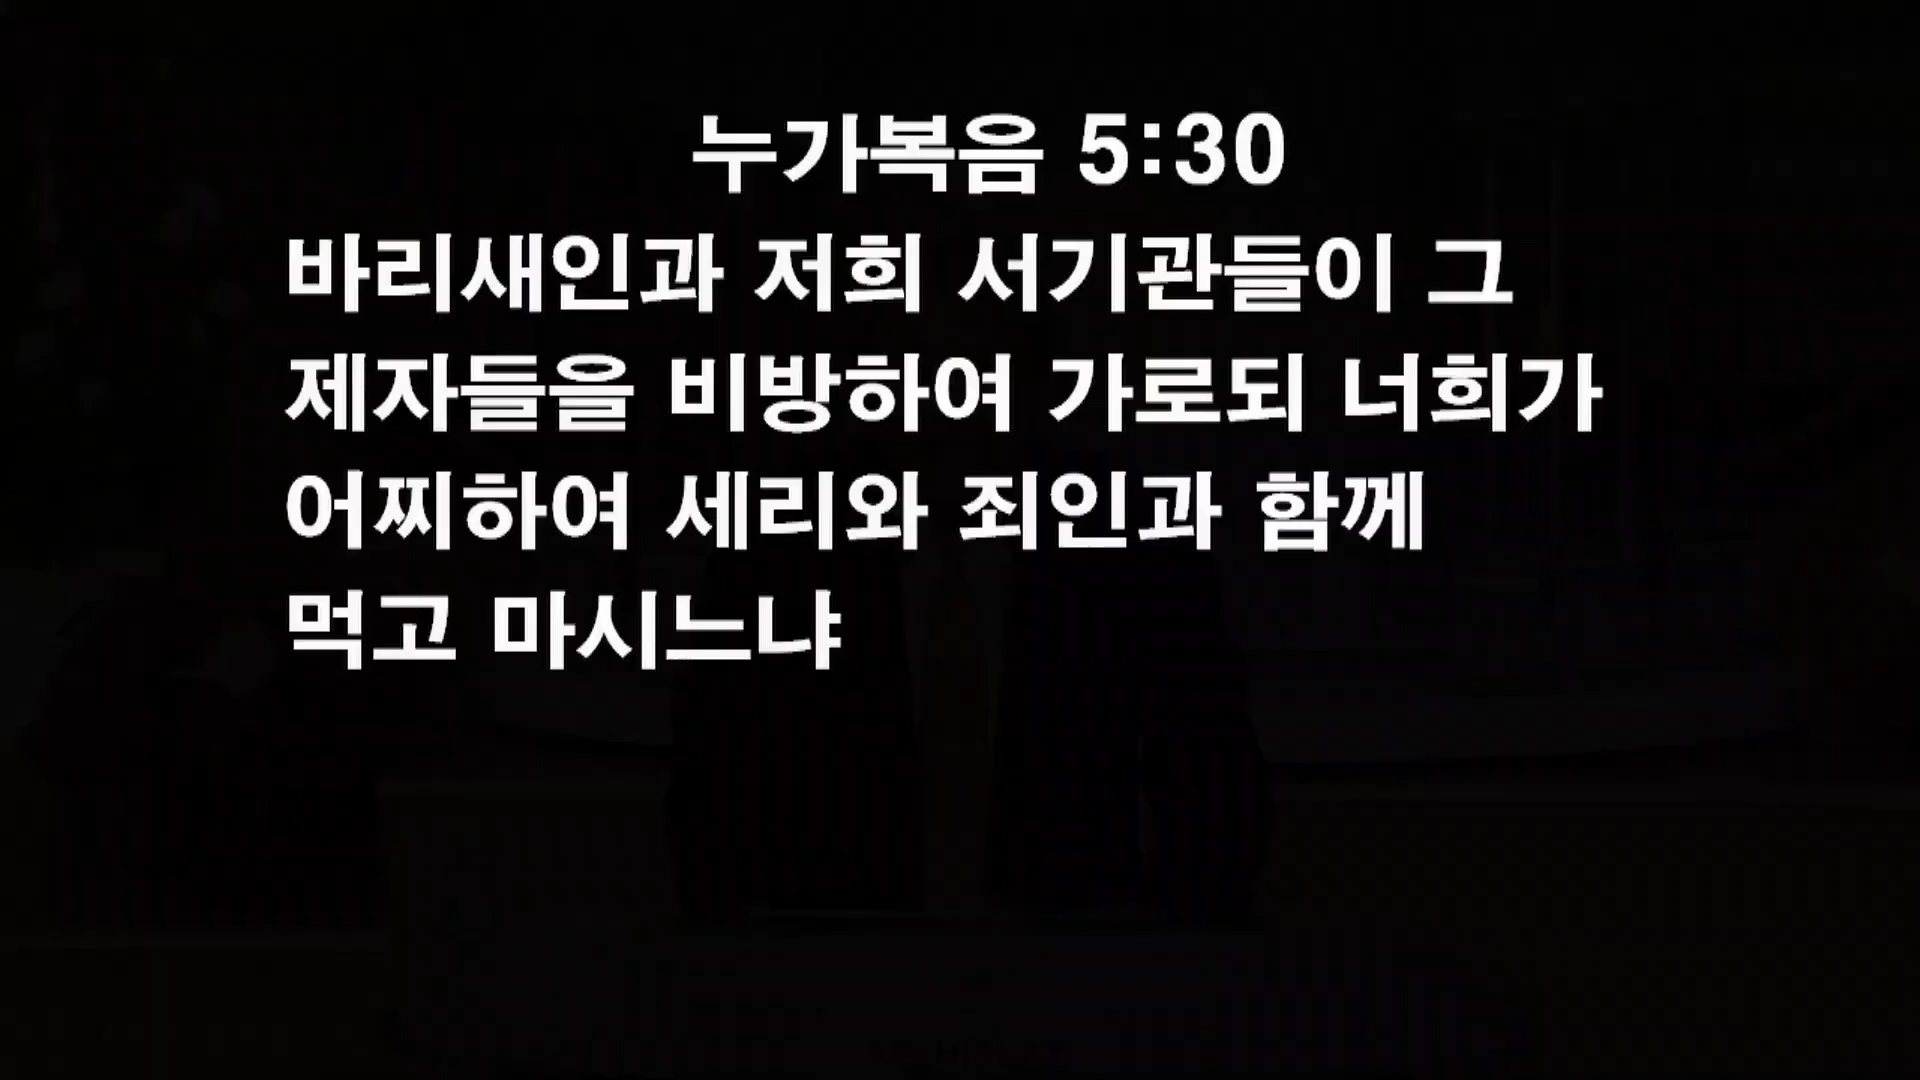 누가복음 5:30
바리새인과 저희 서기관들이 그
제자들을 비방하여 가로되 너희가
어찌하여 세리와 죄인과 함께
먹고 마시느냐